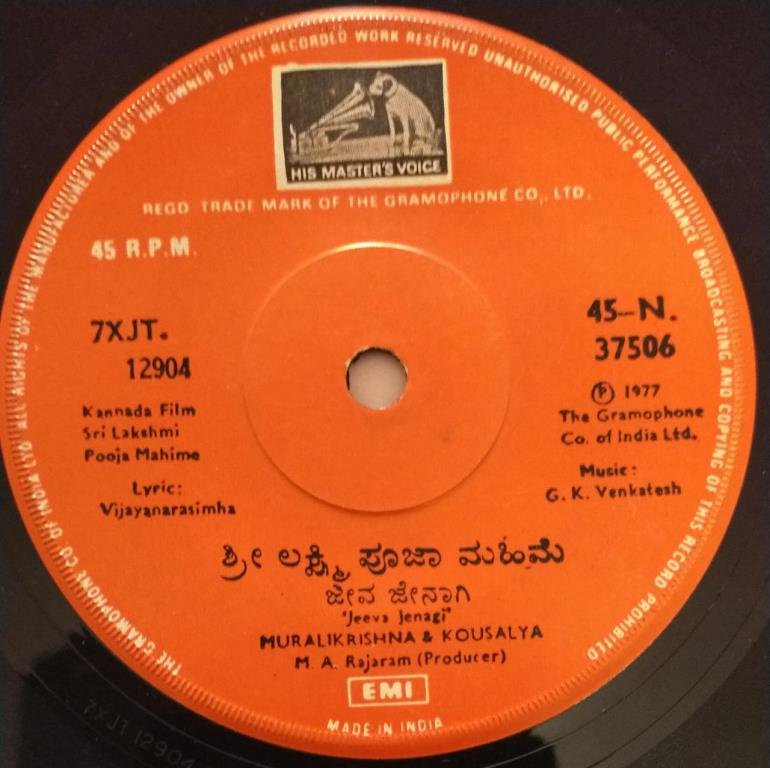 THE GRAMOPHONE CO. OF INDIA LTD. ALL RIGHTS OF THE MANUFACTURER AND OF THE OWNER OF THE RECORDED WORK RESERVED UNAUTHORISED PUBLIC PERFORMANCE BROADCASTING AND COPYING OF THIS RECORD PROHIBITED
HIS MASTER'S VOICE
REGD TRADE MARK OF THE GRAMOPHONE CO., LTD.
45 R.P.M.
7XJT.
12904
Kannada Film
Sri Lakshmi
Pooja Mahime
Lyric:
Vijayanarasimha
45-N.
37506
Ⓟ 1977
The Gramophone
Co. of India Ltd.
Music:
G. K. Venkatesh
ಶ್ರೀ ಲಕ್ಷ್ಮಿ ಪೂಜಾ ಮಹಿಮೆ
ಜೀವ ಜೇನಾಗಿ
"Jeeva Jenagi"
MURALIKRISHNA & KOUSALYA
M. A. Rajaram (Producer)
EMI
MADE IN INDIA
7XJT 12904